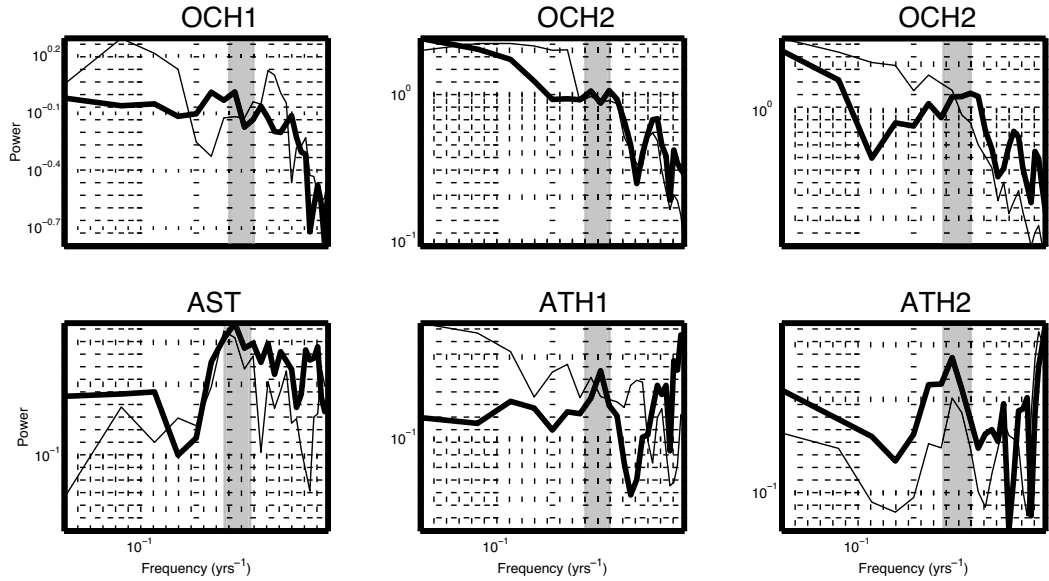 OCH1 OCH2 OCH2
10^0.2
10^-0.1
10^-0.4
10^-0.7
Power
10^0
10^-1
10^0
AST ATH1 ATH2
Power
10^-1
10^-1
10^-1
10^-1 10^-1 10^-1
Frequency (yrs^-1) Frequency (yrs^-1) Frequency (yrs^-1)